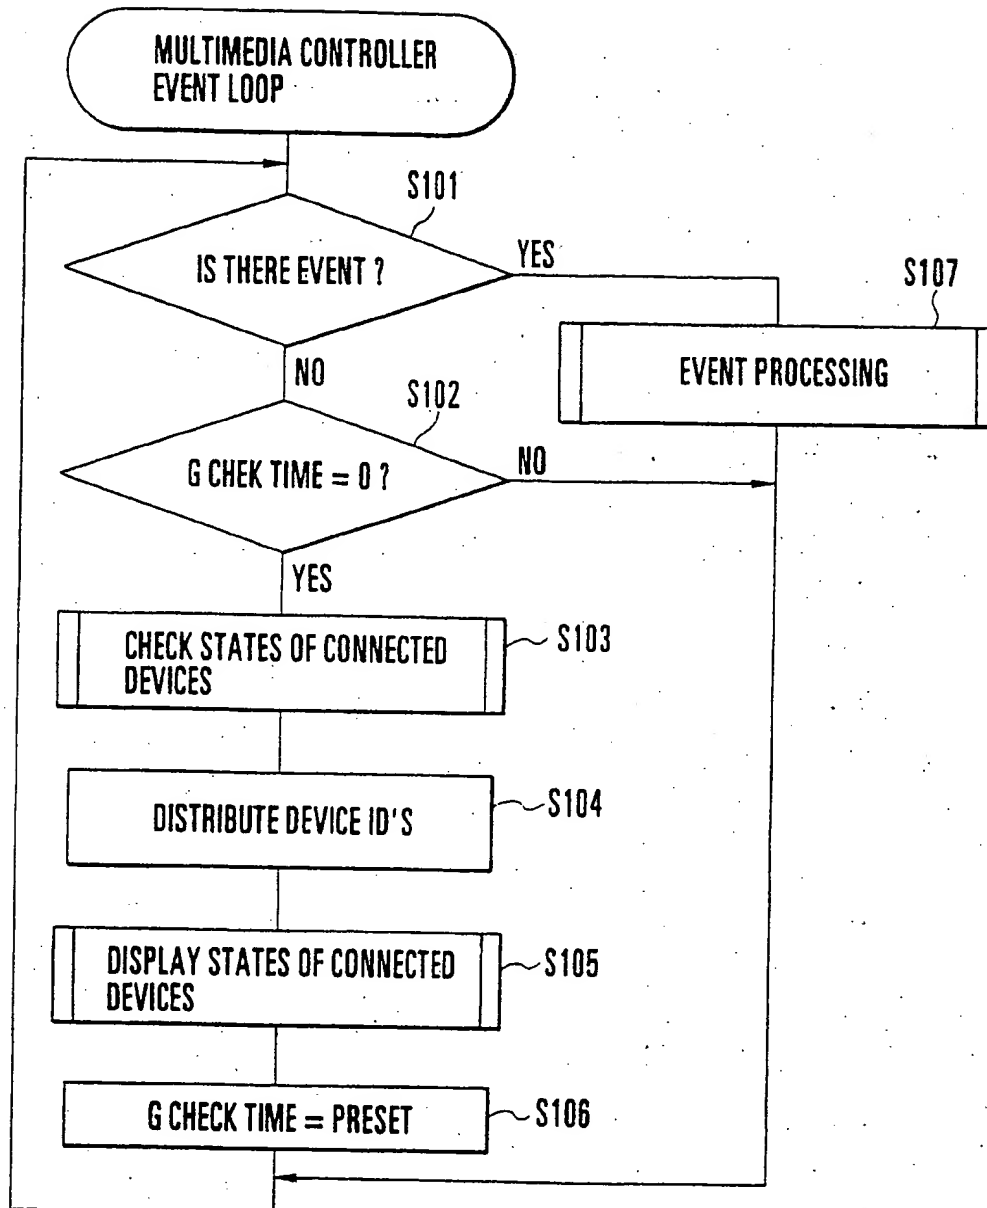 MULTIMEDIA CONTROLLER
EVENT LOOP
S101
IS THERE EVENT ?
YES
S107
EVENT PROCESSING
NO
S102
G CHEK TIME = 0 ?
NO
YES
CHECK STATES OF CONNECTED
DEVICES
S103
DISTRIBUTE DEVICE ID'S
S104
DISPLAY STATES OF CONNECTED
DEVICES
S105
G CHECK TIME = PRESET
S106